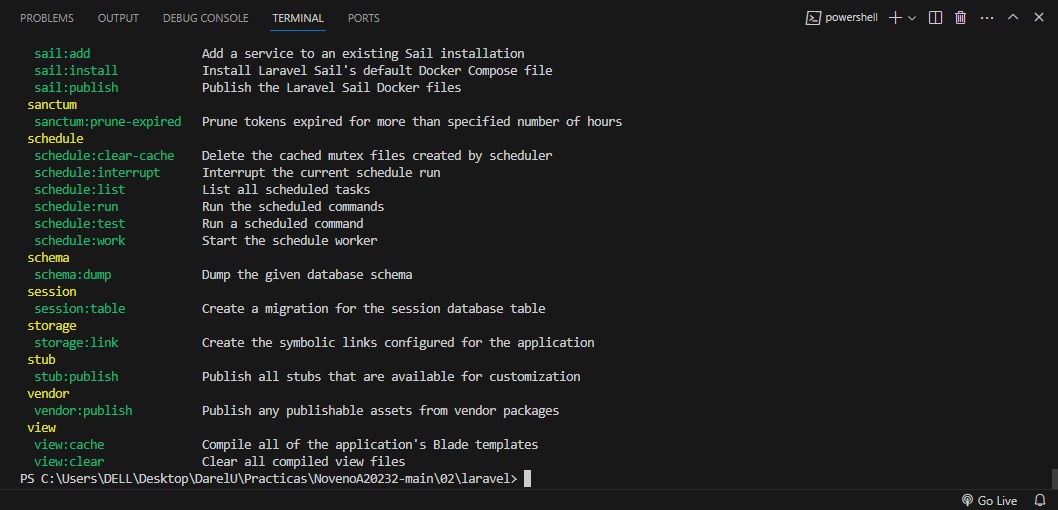 PROBLEMS OUTPUT DEBUG CONSOLE TERMINAL PORTS powershell
sail:add Add a service to an existing Sail installation
sail:install Install Laravel Sail's default Docker Compose file
sail:publish Publish the Laravel Sail Docker files
sanctum
sanctum:prune-expired Prune tokens expired for more than specified number of hours
schedule
schedule:clear-cache Delete the cached mutex files created by scheduler
schedule:interrupt Interrupt the current schedule run
schedule:list List all scheduled tasks
schedule:run Run the scheduled commands
schedule:test Run a scheduled command
schedule:work Start the schedule worker
schema
schema:dump Dump the given database schema
session
session:table Create a migration for the session database table
storage
storage:link Create the symbolic links configured for the application
stub
stub:publish Publish all stubs that are available for customization
vendor
vendor:publish Publish any publishable assets from vendor packages
view
view:cache Compile all of the application's Blade templates
view:clear Clear all compiled view files
PS C:\Users\DELL\Desktop\DarelU\Practicas\NovenoA20232-main\02\laravel>
Go Live